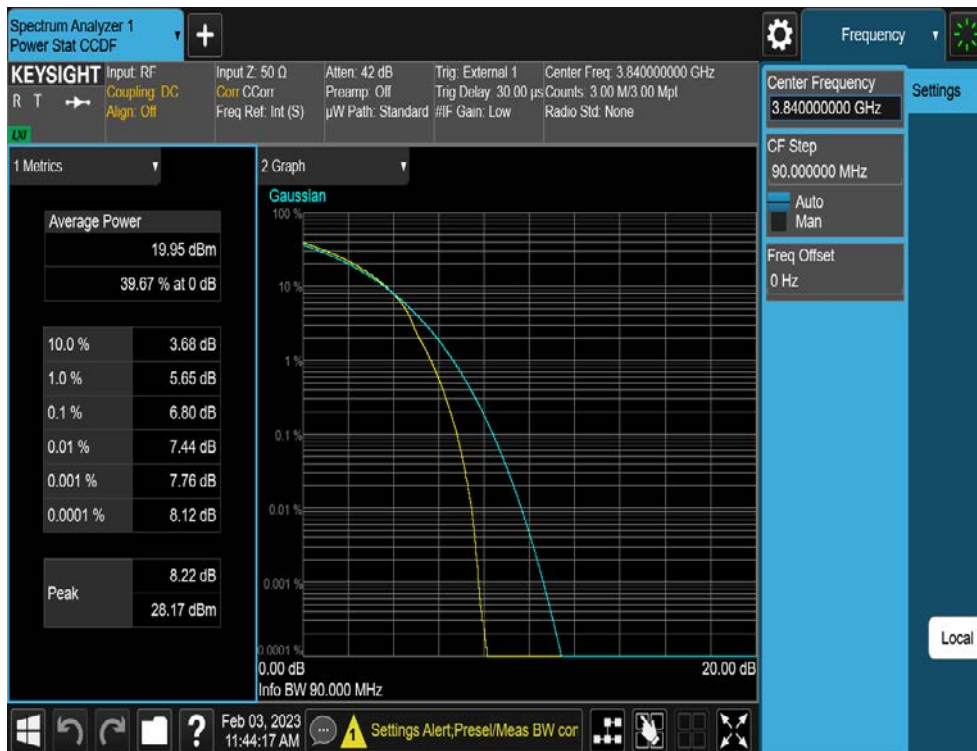 Spectrum Analyzer 1
Power Stat CCDF
+
Frequency
KEYSIGHT
R T
LXI
Input: RF
Coupling: DC
Align: Off
Input Z: 50 Ω
Corr CCorr
Freq Ref: Int (S)
Atten: 42 dB
Preamp: Off
µW Path: Standard
Trig: External 1
Trig Delay: 30.00 µs
#IF Gain: Low
Center Freq: 3.840000000 GHz
Counts: 3.00 M/3.00 Mpt
Radio Std: None
Center Frequency
3.840000000 GHz
Settings
CF Step
90.000000 MHz
Auto
Man
Freq Offset
0 Hz
Local
1 Metrics
Average Power
19.95 dBm
39.67 % at 0 dB
10.0 % 3.68 dB
1.0 % 5.65 dB
0.1 % 6.80 dB
0.01 % 7.44 dB
0.001 % 7.76 dB
0.0001 % 8.12 dB
Peak
8.22 dB
28.17 dBm
2 Graph
Gaussian
100 %
10 %
1 %
0.1 %
0.01 %
0.001 %
0.0001 %
0.00 dB 20.00 dB
Info BW 90.000 MHz
?
Feb 03, 2023
11:44:17 AM
1
Settings Alert;Presel/Meas BW cor